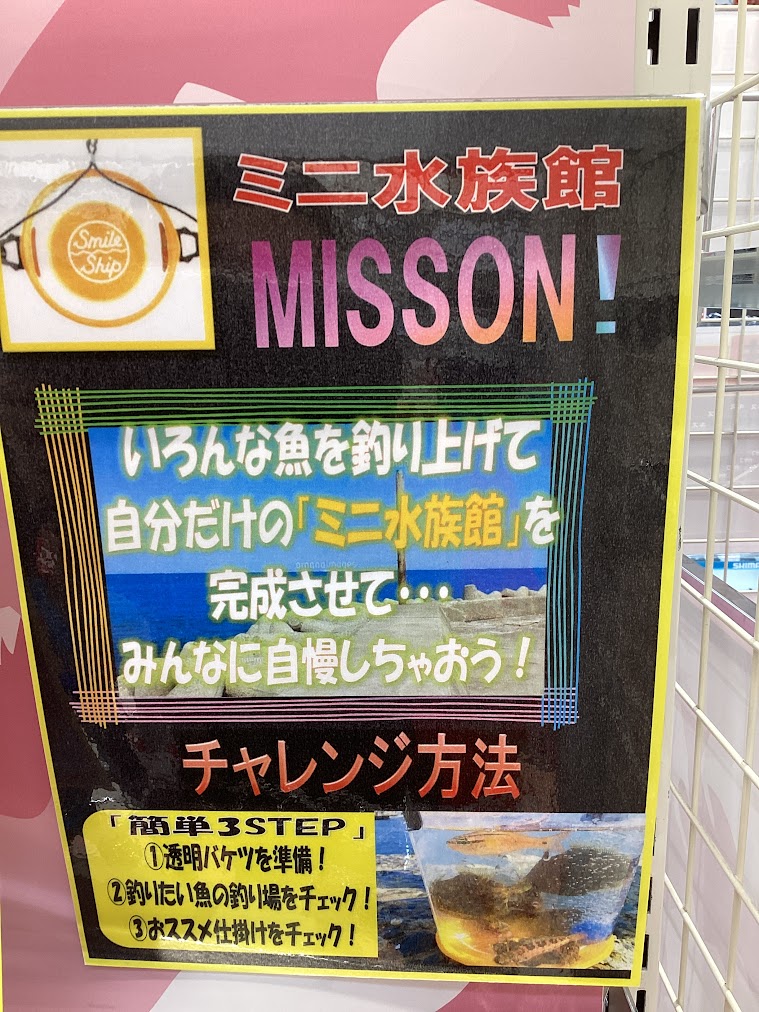 Smile
Ship
ミニ水族館
MISSON!
いろんな魚を釣り上げて
自分だけの「ミニ水族館」を
完成させて・・・
みんなに自慢しちゃおう!
チャレンジ方法
「簡単3STEP」
①透明バケツを準備!
②釣りたい魚の釣り場をチェック!
③おススメ仕掛けをチェック!